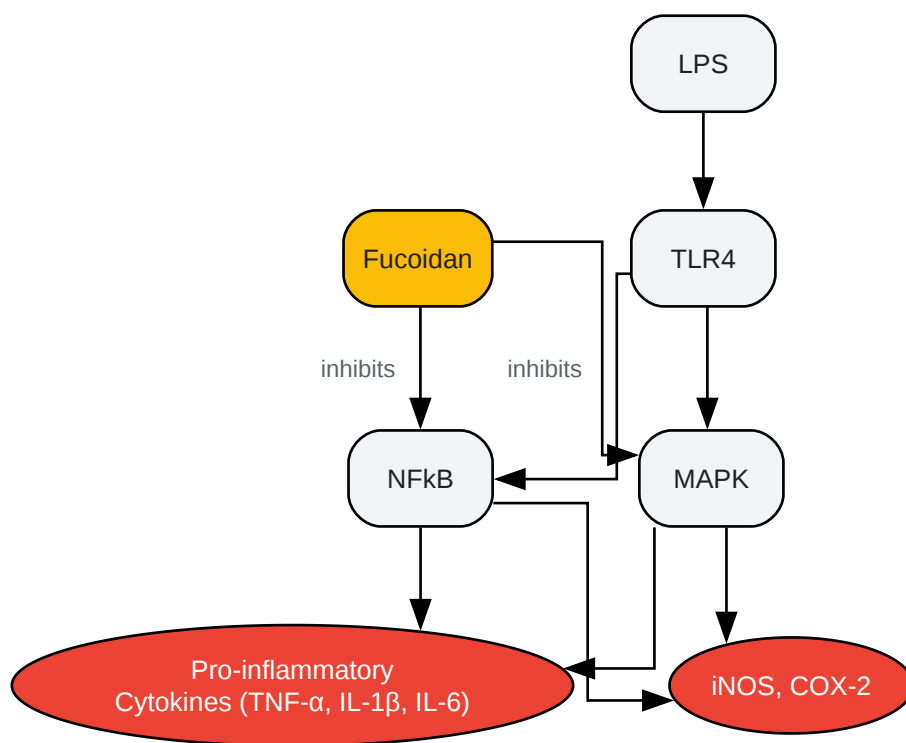 LPS
Fucoidan
TLR4
inhibits
inhibits
NFkB
MAPK
Pro-inflammatory
Cytokines (TNF-α, IL-1β, IL-6)
iNOS, COX-2